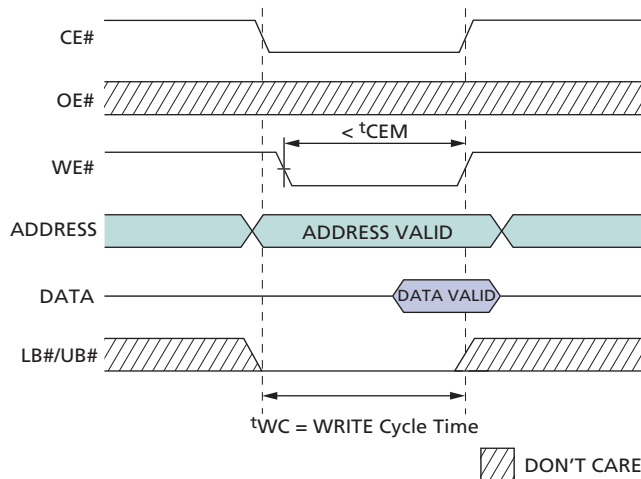 CE#
OE#
< tCEM
WE#
ADDRESS ADDRESS VALID
DATA DATA VALID
LB#/UB#
tWC = WRITE Cycle Time
DON'T CARE